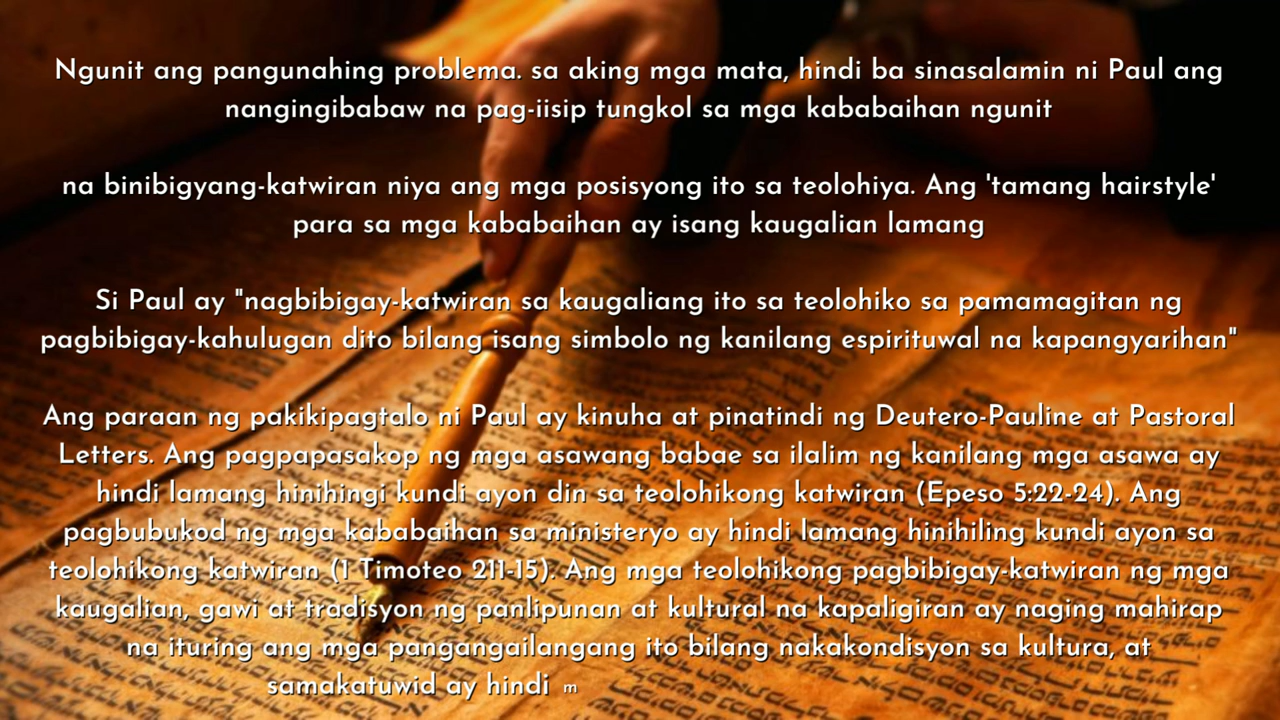 Ngunit ang pangunahing problema. sa aking mga mata, hindi ba sinasalamin ni Paul ang
nangingibabaw na pag-iisip tungkol sa mga kababaihan ngunit
na binibigyang-katwiran niya ang mga posisyong ito sa teolohiya. Ang 'tamang hairstyle'
para sa mga kababaihan ay isang kaugalian lamang
Si Paul ay "nagbibigay-katwiran sa kaugaliang ito sa teolohiko sa pamamagitan ng
pagbibigay-kahulugan dito bilang isang simbolo ng kanilang espirituwal na kapangyarihan"
Ang paraan ng pakikipagtalo ni Paul ay kinuha at pinatindi ng Deutero-Pauline at Pastoral
Letters. Ang pagpapasakop ng mga asawang babae sa ilalim ng kanilang mga asawa ay
hindi lamang hinihingi kundi ayon din sa teolohikong katwiran (Epeso 5:22-24). Ang
pagbubukod ng mga kababaihan sa ministeryo ay hindi lamang hinihiling kundi ayon sa
teolohikong katwiran (1 Timoteo 211-15). Ang mga teolohikong pagbibigay-katwiran ng mga
kaugalian, gawi at tradisyon ng panlipunan at kultural na kapaligiran ay naging mahirap
na ituring ang mga pangangailangang ito bilang nakakondisyon sa kultura, at
samakatuwid ay hindi m